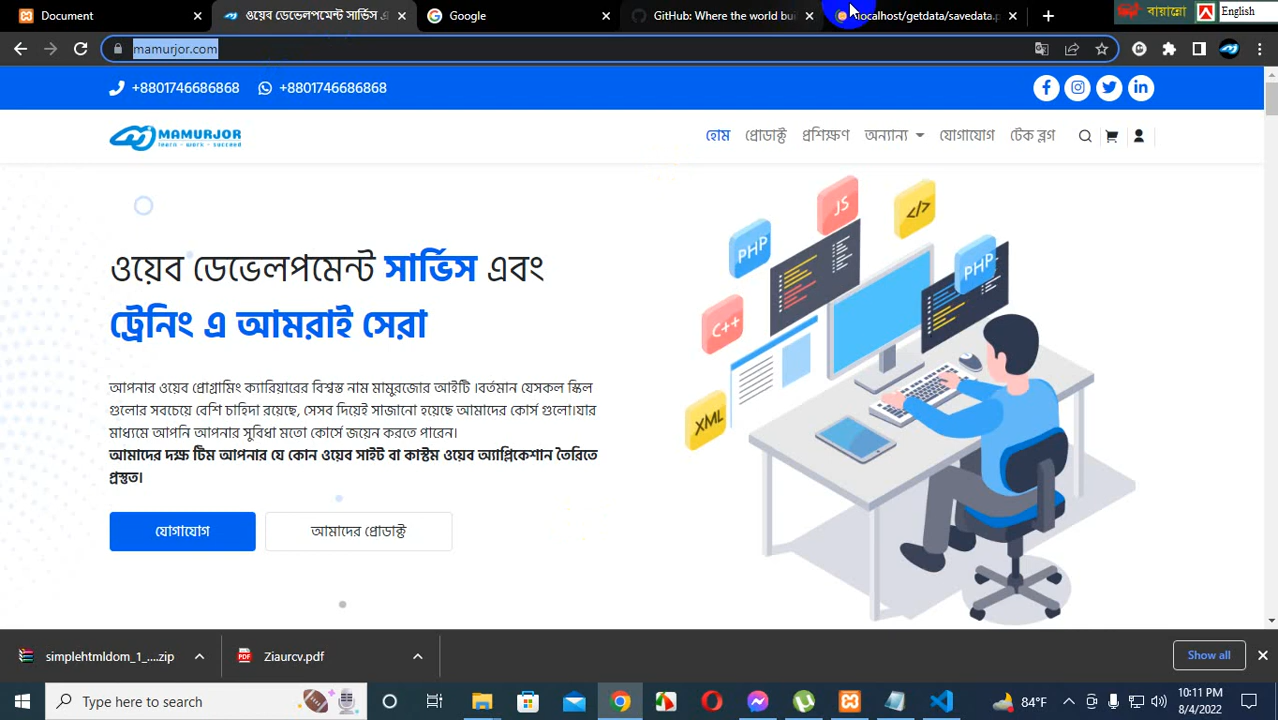 Document
ওয়েব ডেভেলপমেন্ট সার্ভিস এ
Google
GitHub: Where the world bui
localhost/getdata/savedata.p
বায়ান্নো
English
mamurjor.com
+8801746686868
+8801746686868
MAMURJOR
learn - work - succeed
হোম
প্রোডাক্ট
প্রশিক্ষণ
অন্যান্য
যোগাযোগ
টেক ব্লগ
ওয়েব ডেভেলপমেন্ট সার্ভিস এবং
ট্রেনিং এ আমরাই সেরা
আপনার ওয়েব প্রোগ্রামিং ক্যারিয়ারের বিশ্বস্ত নাম মামুরজোর আইটি ।বর্তমান যেসকল স্কিল
গুলোর সবচেয়ে বেশি চাহিদা রয়েছে, সেসব দিয়েই সাজানো হয়েছে আমাদের কোর্স গুলো।যার
মাধ্যমে আপনি আপনার সুবিধা মতো কোর্সে জয়েন করতে পারেন।
আমাদের দক্ষ টিম আপনার যে কোন ওয়েব সাইট বা কাস্টম ওয়েব অ্যাপ্লিকেশান তৈরিতে
প্রস্তুত।
যোগাযোগ
আমাদের প্রোডাক্ট
JS
</>
PHP
PHP
C++
XML
simplehtmldom_1_....zip
Ziaurcv.pdf
Show all
Type here to search
84°F
10:11 PM
8/4/2022